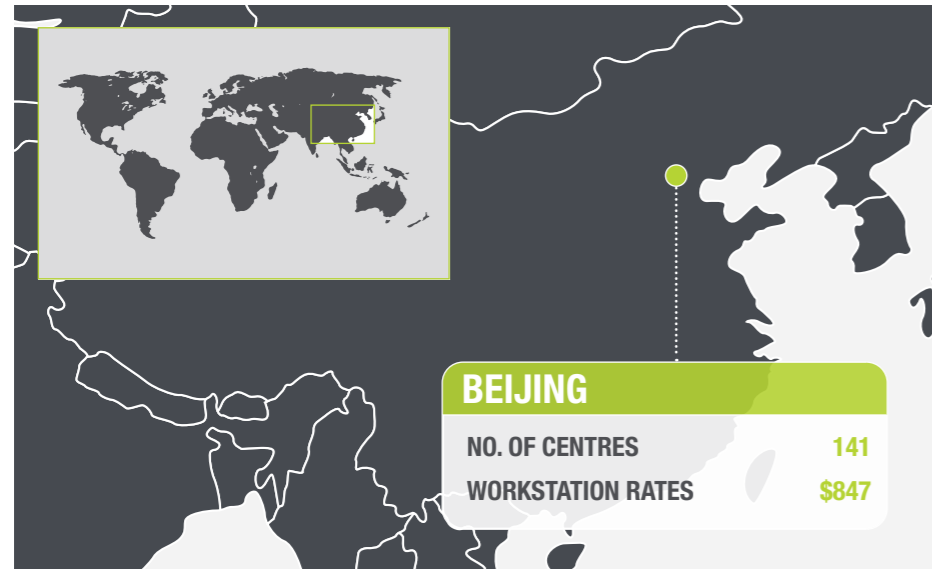 BEIJING
NO. OF CENTRES 141
WORKSTATION RATES $847